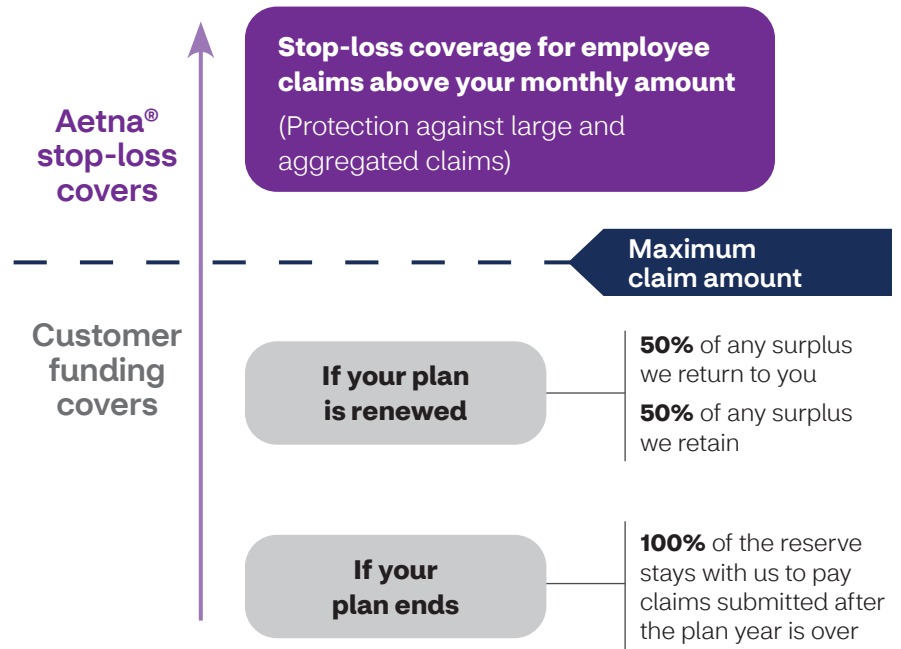 Stop-loss coverage for employee
claims above your monthly amount
(Protection against large and
aggregated claims)
Aetna®
stop-loss
covers
Maximum
claim amount
Customer
funding
covers
If your plan
is renewed
50% of any surplus
we return to you
50% of any surplus
we retain
If your
plan ends
100% of the reserve
stays with us to pay
claims submitted after
the plan year is over